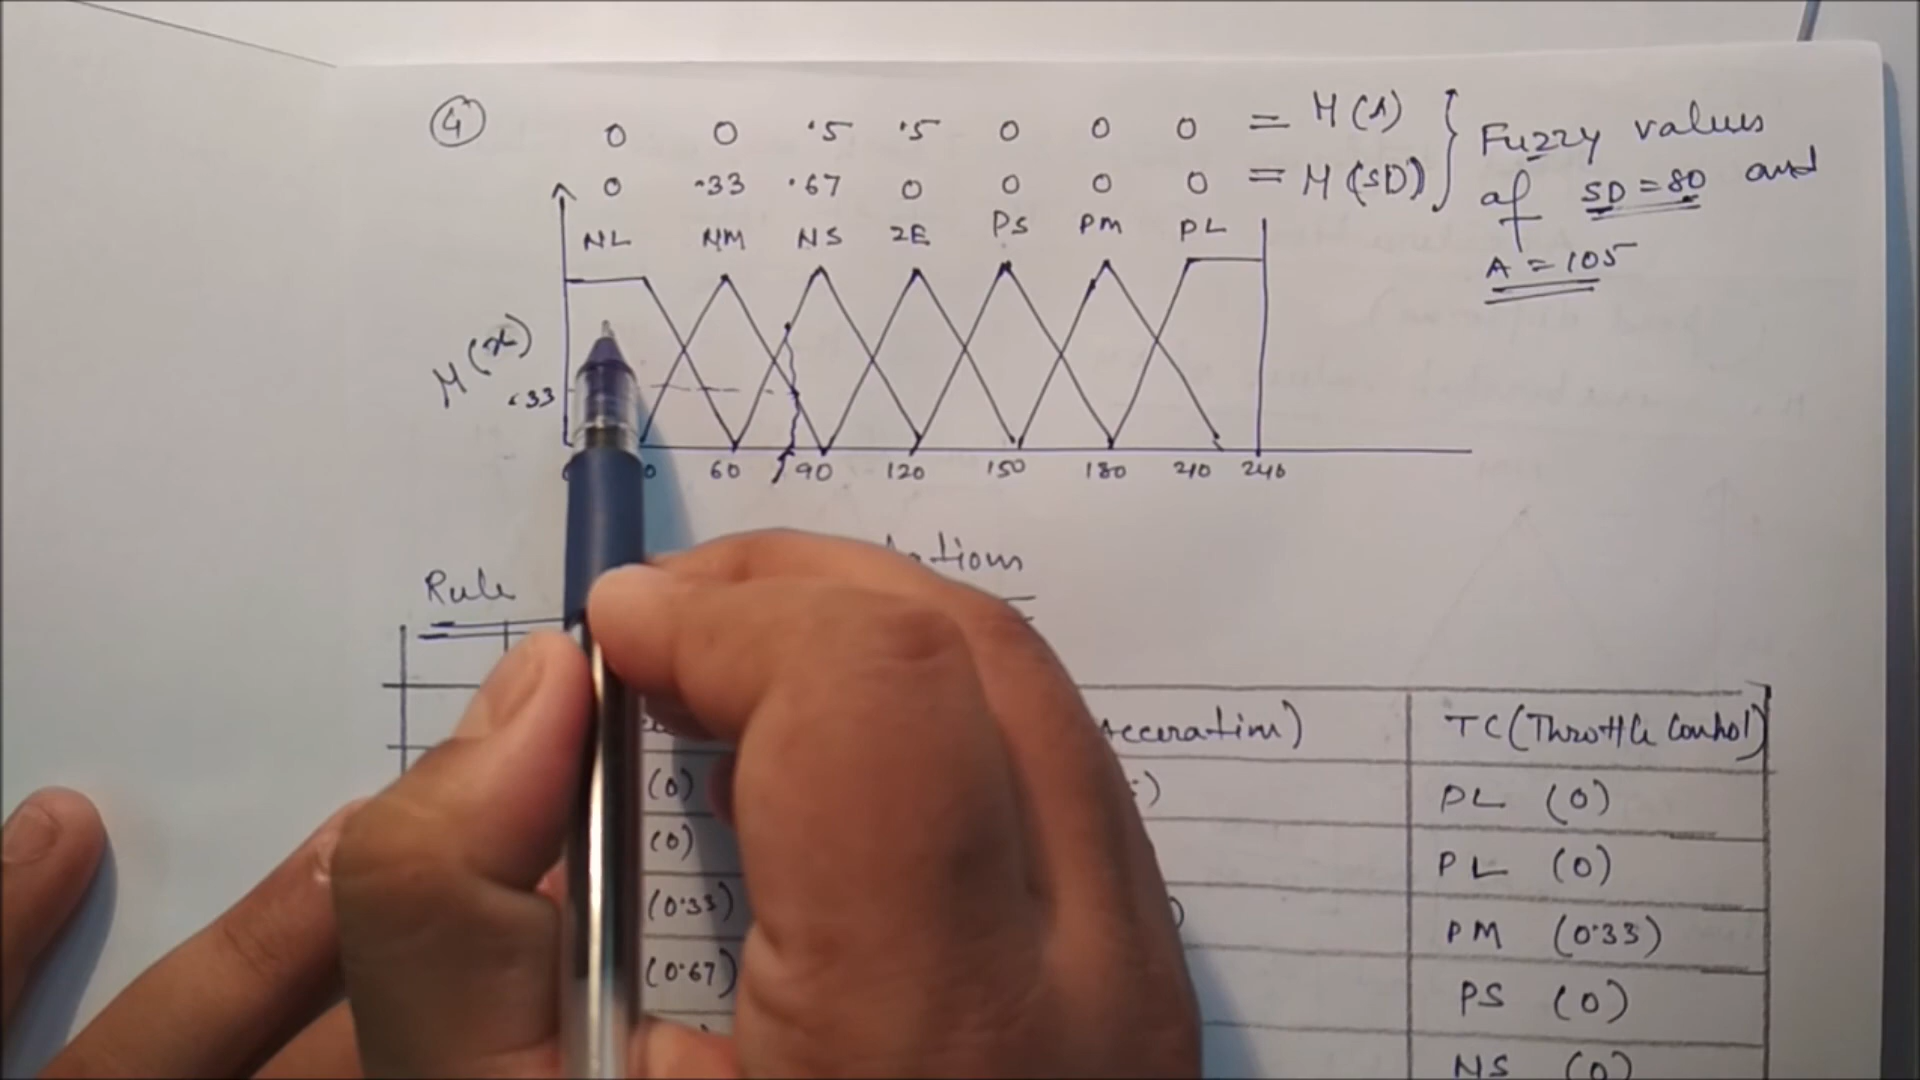 4
0 0 .5 .5 0 0 0 = M(A)
0 .33 .67 0 0 0 0 = M(SD)
Fuzzy values
of SD = 80 and
A = 105
NL NM NS ZE PS PM PL
M(x)
.33
0 60 90 120 150 180 210 240
Rule
TC (Throttle Control)
(0) PL (0)
(0) PL (0)
(0.33) PM (0.33)
(0.67) PS (0)
NS (0)